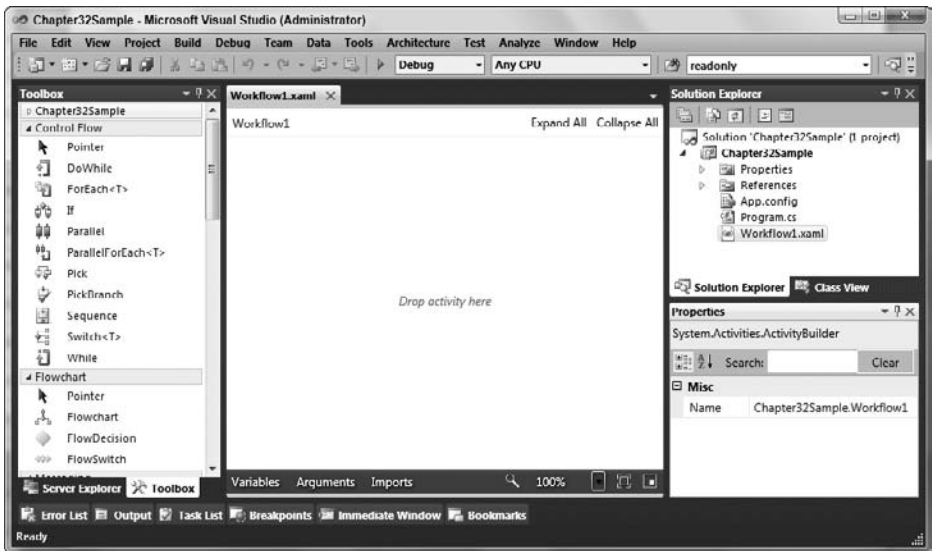 Chapter32Sample - Microsoft Visual Studio (Administrator)
File Edit View Project Build Debug Team Data Tools Architecture Test Analyze Window Help
Debug Any CPU readonly
Toolbox
Chapter32Sample
Control Flow
Pointer
DoWhile
ForEach<T>
If
Parallel
ParallelForEach<T>
Pick
PickBranch
Sequence
Switch<T>
While
Flowchart
Pointer
Flowchart
FlowDecision
FlowSwitch
Server Explorer Toolbox
Workflow1.xaml
Workflow1 Expand All Collapse All
Drop activity here
Variables Arguments Imports 100%
Solution Explorer
Solution 'Chapter32Sample' (1 project)
Chapter32Sample
Properties
References
App.config
Program.cs
Workflow1.xaml
Solution Explorer Class View
Properties
System.Activities.ActivityBuilder
Search: Clear
Misc
Name Chapter32Sample.Workflow1
Error List Output Task List Breakpoints Immediate Window Bookmarks
Ready